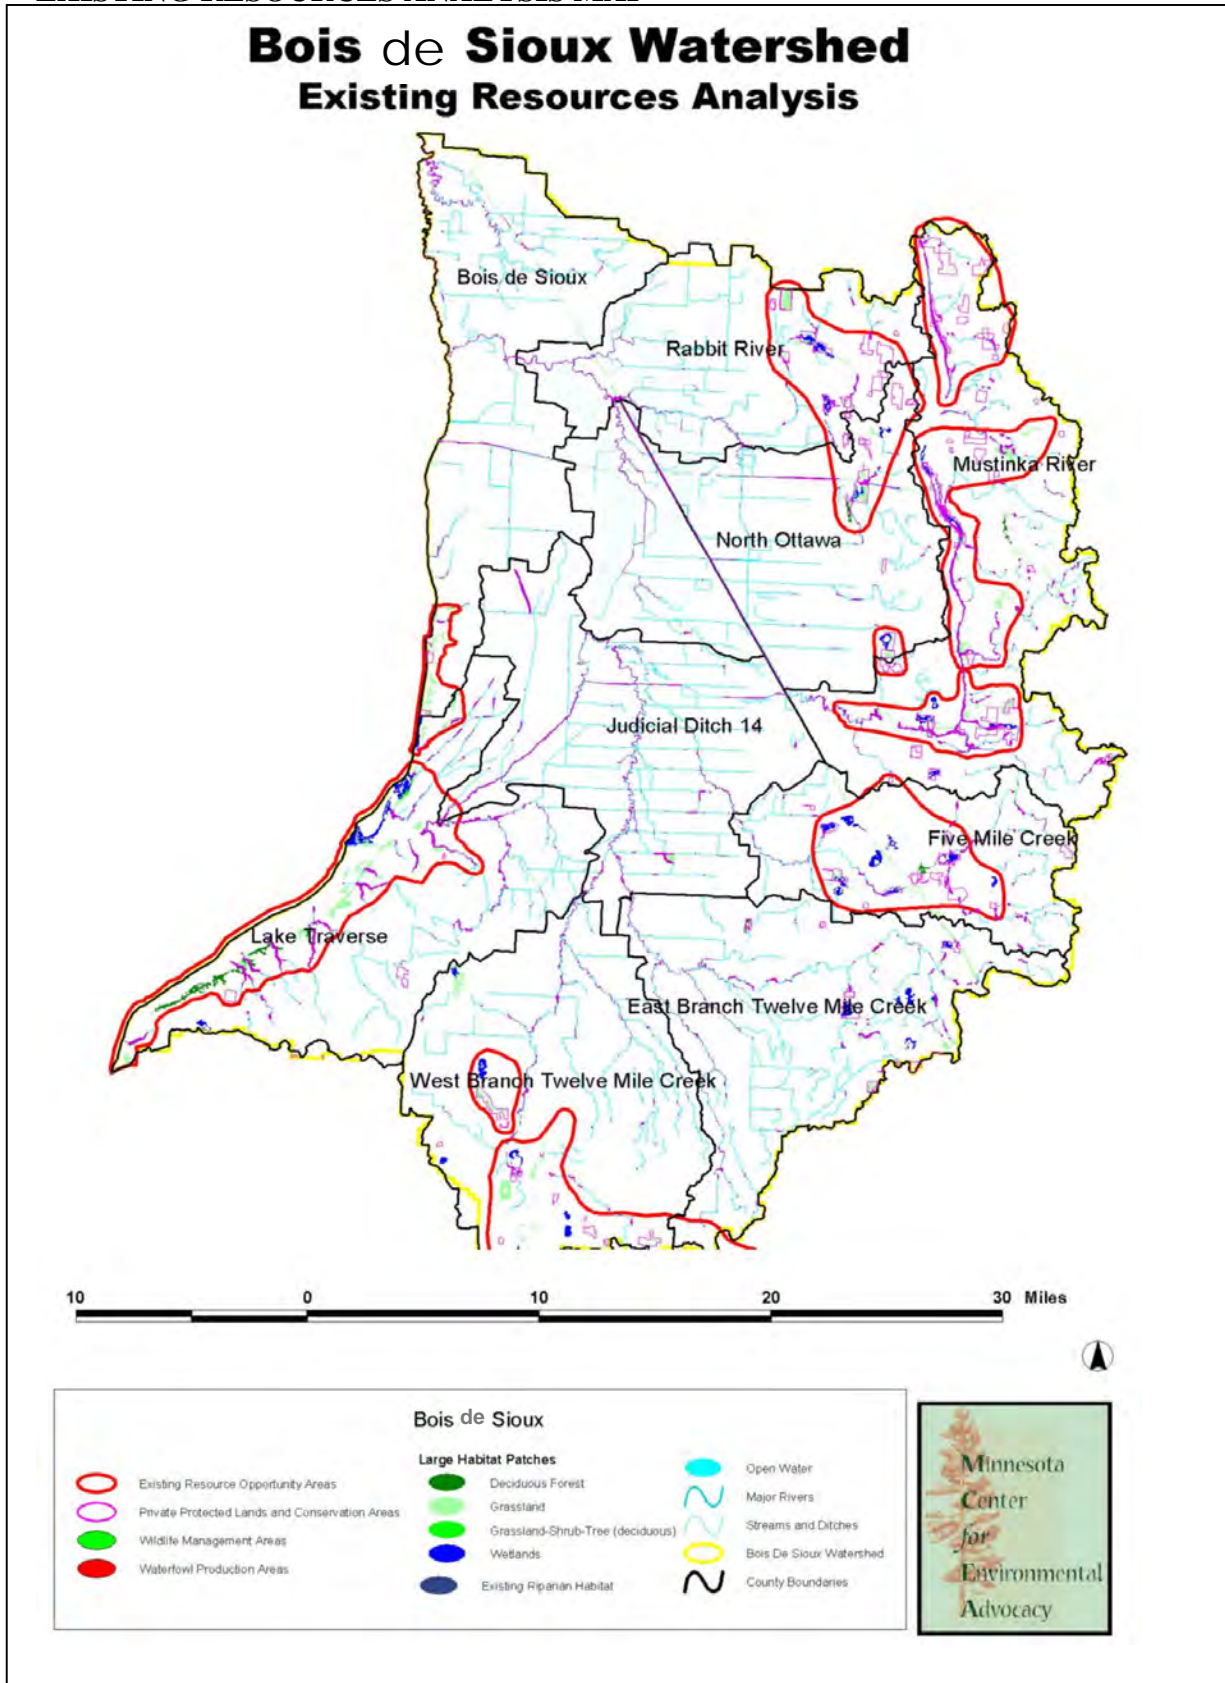 EXISTING RESOURCES ANALYSIS MAP
Bois de Sioux Watershed
Existing Resources Analysis
Bois de Sioux
Rabbit River
Mustinka River
North Ottawa
Judicial Ditch 14
Five Mile Creek
Lake Traverse
East Branch Twelve Mile Creek
West Branch Twelve Mile Creek
10 0 10 20 30 Miles
Bois de Sioux
Existing Resource Opportunity Areas
Private Protected Lands and Conservation Areas
Wildlife Management Areas
Waterfowl Production Areas
Large Habitat Patches
Deciduous Forest
Grassland
Grassland-Shrub-Tree (deciduous)
Wetlands
Existing Riparian Habitat
Open Water
Major Rivers
Streams and Ditches
Bois De Sioux Watershed
County Boundaries
Minnesota
Center
for
Environmental
Advocacy